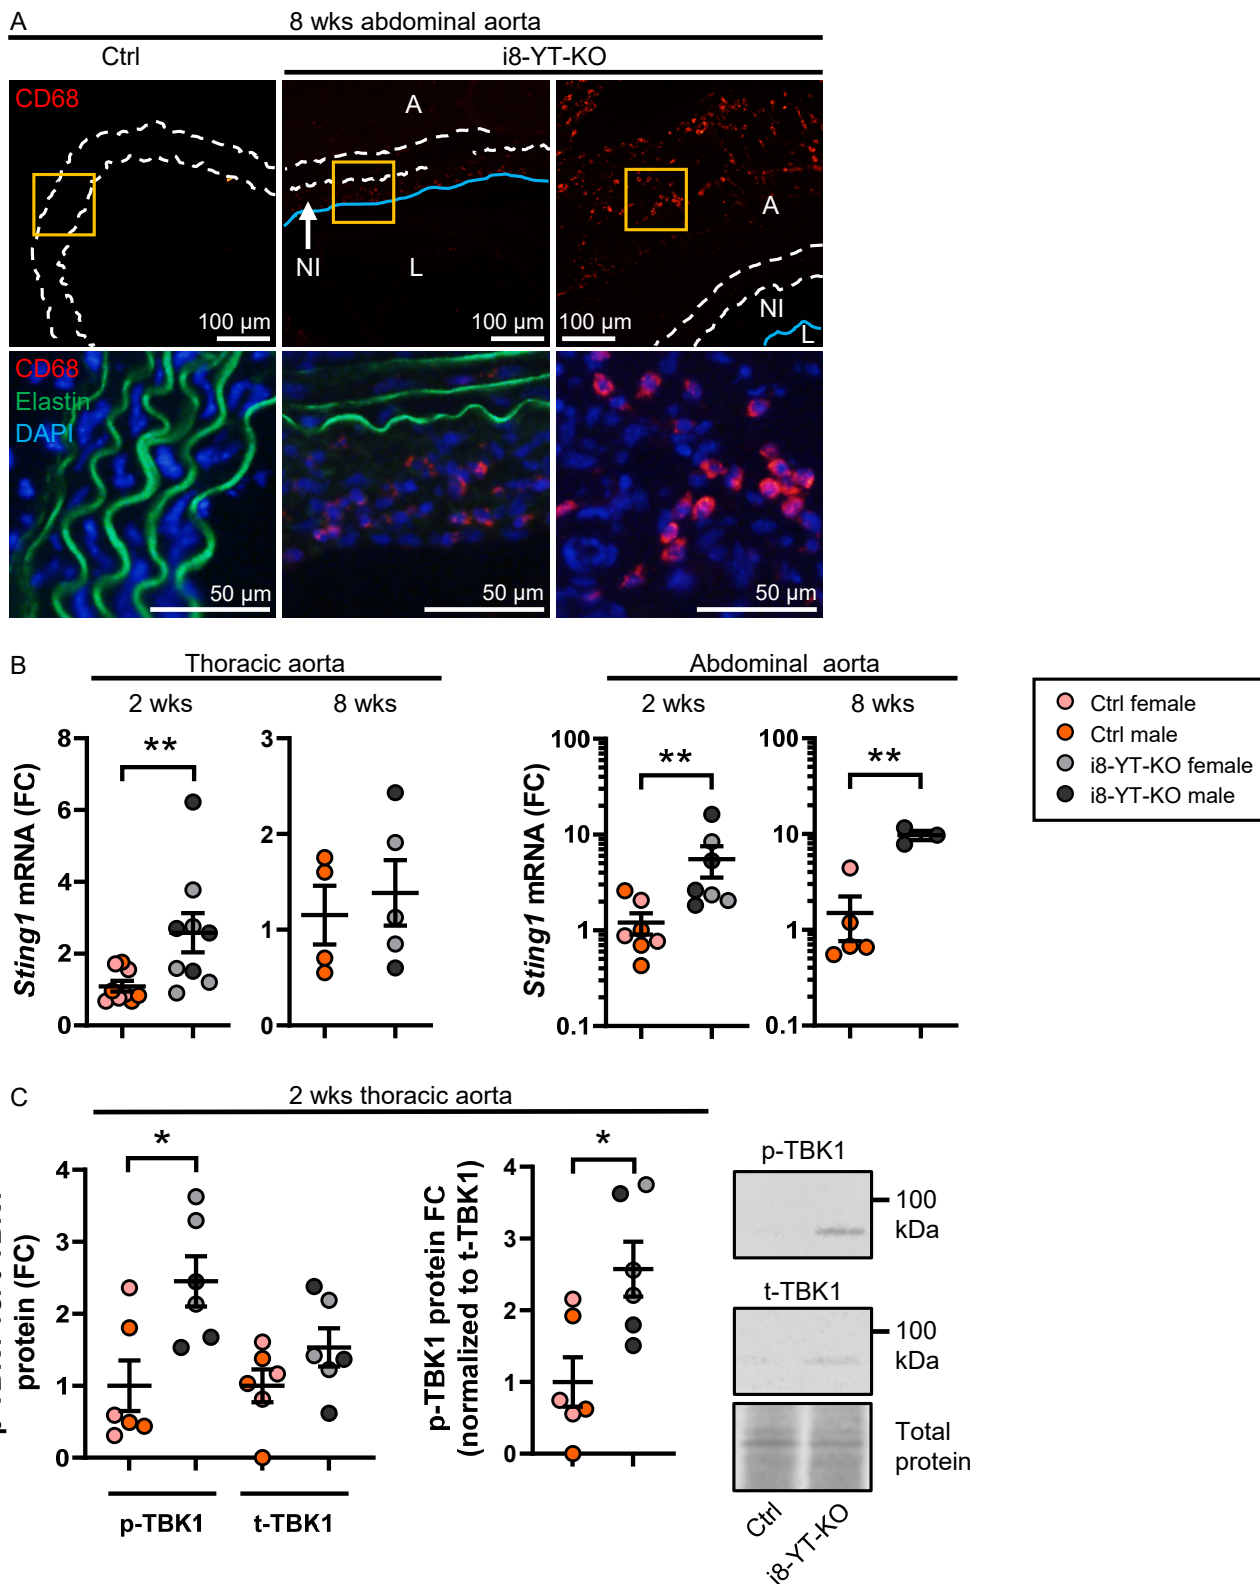 A
8 wks abdominal aorta
Ctrl
i8-YT-KO
CD68
A
NI
L
A
NI
L
100 µm
100 µm
100 µm
CD68
Elastin
DAPI
50 µm
50 µm
50 µm
B
Thoracic aorta
Abdominal aorta
2 wks
8 wks
2 wks
8 wks
Sting1 mRNA (FC)
8
6
4
2
0
**
3
2
1
0
Sting1 mRNA (FC)
100
10
1
0.1
**
100
10
1
0.1
**
Ctrl female
Ctrl male
i8-YT-KO female
i8-YT-KO male
C
2 wks thoracic aorta
protein (FC)
4
3
2
1
0
*
p-TBK1
t-TBK1
p-TBK1 protein FC
(normalized to t-TBK1)
4
3
2
1
0
*
p-TBK1
100
kDa
t-TBK1
100
kDa
Total
protein
Ctrl
i8-YT-KO